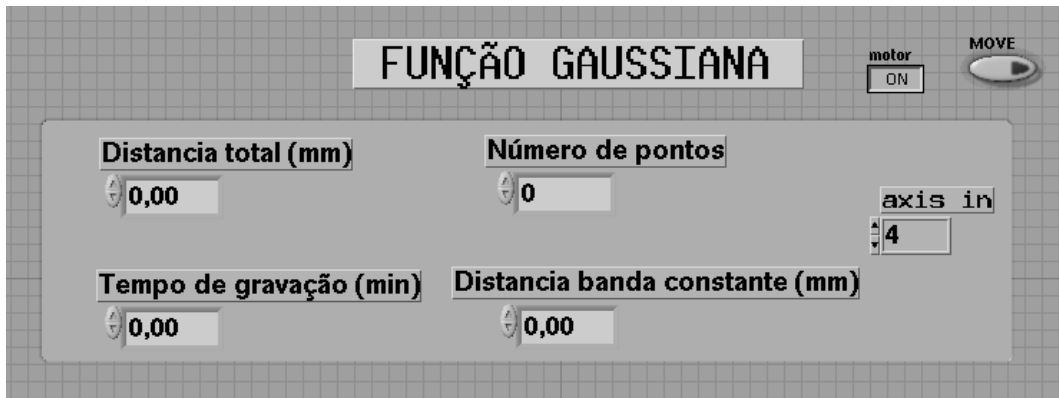 FUNÇÃO GAUSSIANA
motor
ON
MOVE
Distancia total (mm)
0,00
Número de pontos
0
axis in
4
Tempo de gravação (min)
0,00
Distancia banda constante (mm)
0,00